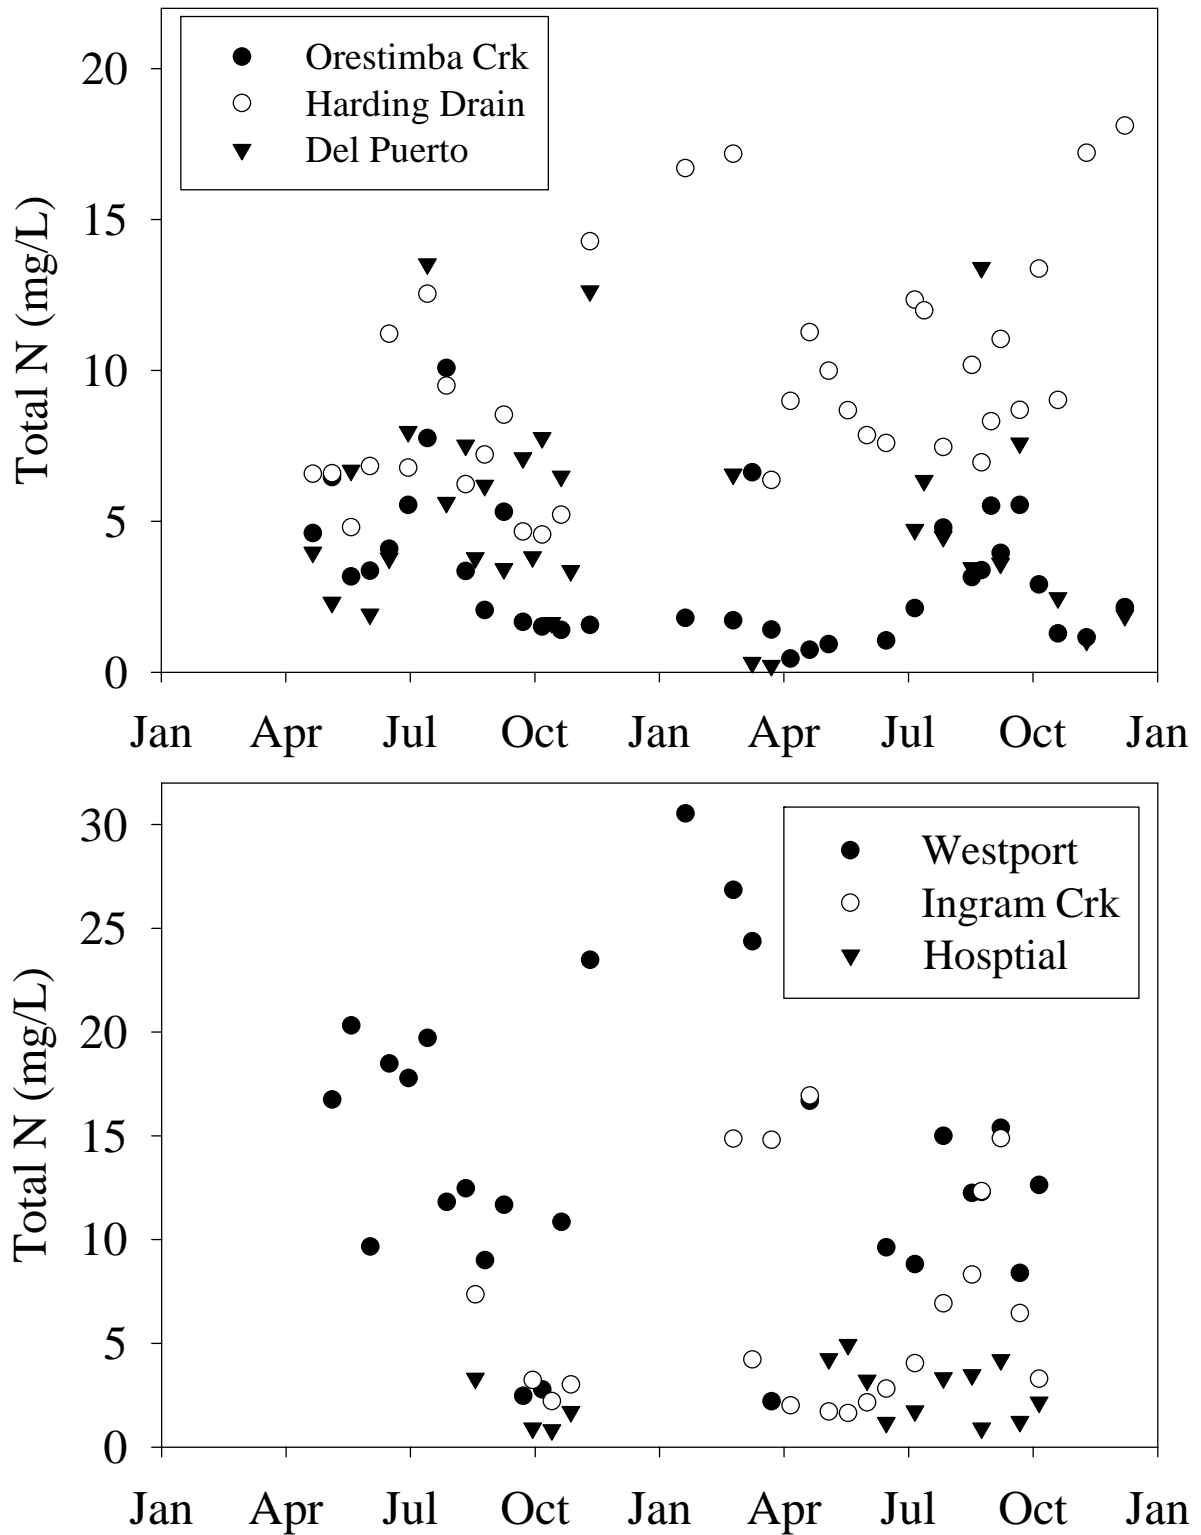 Total N (mg/L)
20
15
10
5
0
Orestimba Crk
Harding Drain
Del Puerto
Jan Apr Jul Oct Jan Apr Jul Oct Jan
Total N (mg/L)
30
25
20
15
10
5
0
Westport
Ingram Crk
Hosptial
Jan Apr Jul Oct Jan Apr Jul Oct Jan